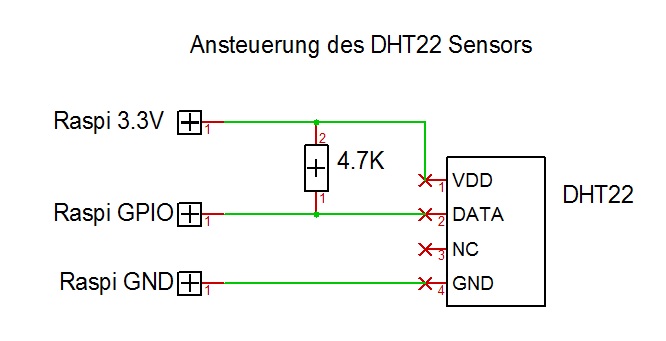 Ansteuerung des DHT22 Sensors
Raspi 3.3V 1
2
4.7K
1
Raspi GPIO 1
Raspi GND 1
1 VDD
2 DATA
3 NC
4 GND
DHT22